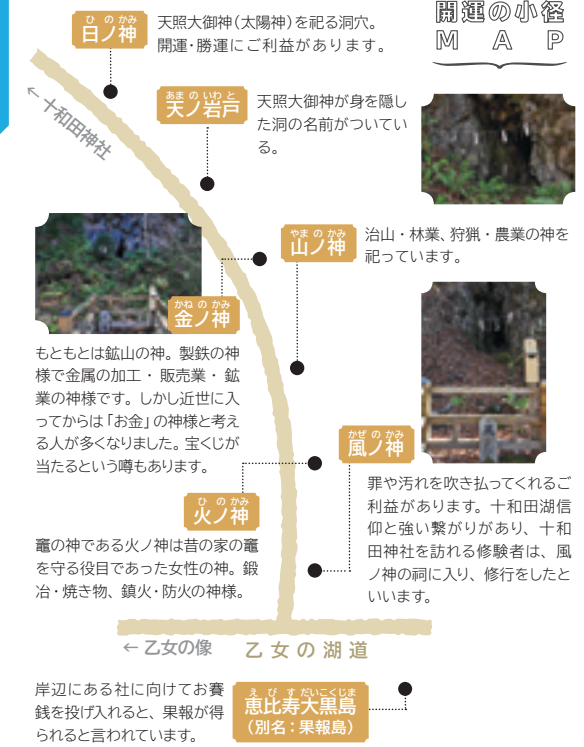 開運の小径
MAP
ひのかみ
日ノ神
天照大御神(太陽神)を祀る洞穴。
開運・勝運にご利益があります。
← 十和田神社
あまのいわと
天ノ岩戸
天照大御神が身を隠し
た洞の名前がついてい
る。
やまのかみ
山ノ神
治山・林業、狩猟・農業の神を
祀っています。
かねのかみ
金ノ神
もともとは鉱山の神。製鉄の神
様で金属の加工・販売業・鉱
業の神様です。しかし近世に入
ってからは「お金」の神様と考え
る人が多くなりました。宝くじが
当たるという噂もあります。
かぜのかみ
風ノ神
罪や汚れを吹き払ってくれるご
利益があります。十和田湖信
仰と強い繋がりがあり、十和
田神社を訪れる修験者は、風
ノ神の祠に入り、修行をしたと
いいます。
ひのかみ
火ノ神
竈の神である火ノ神は昔の家の竈
を守る役目であった女性の神。鍛
冶・焼き物、鎮火・防火の神様。
← 乙女の像
乙女の湖道
えびすだいこくじま
恵比寿大黒島
(別名:果報島)
岸辺にある社に向けてお賽
銭を投げ入れると、果報が得
られると言われています。